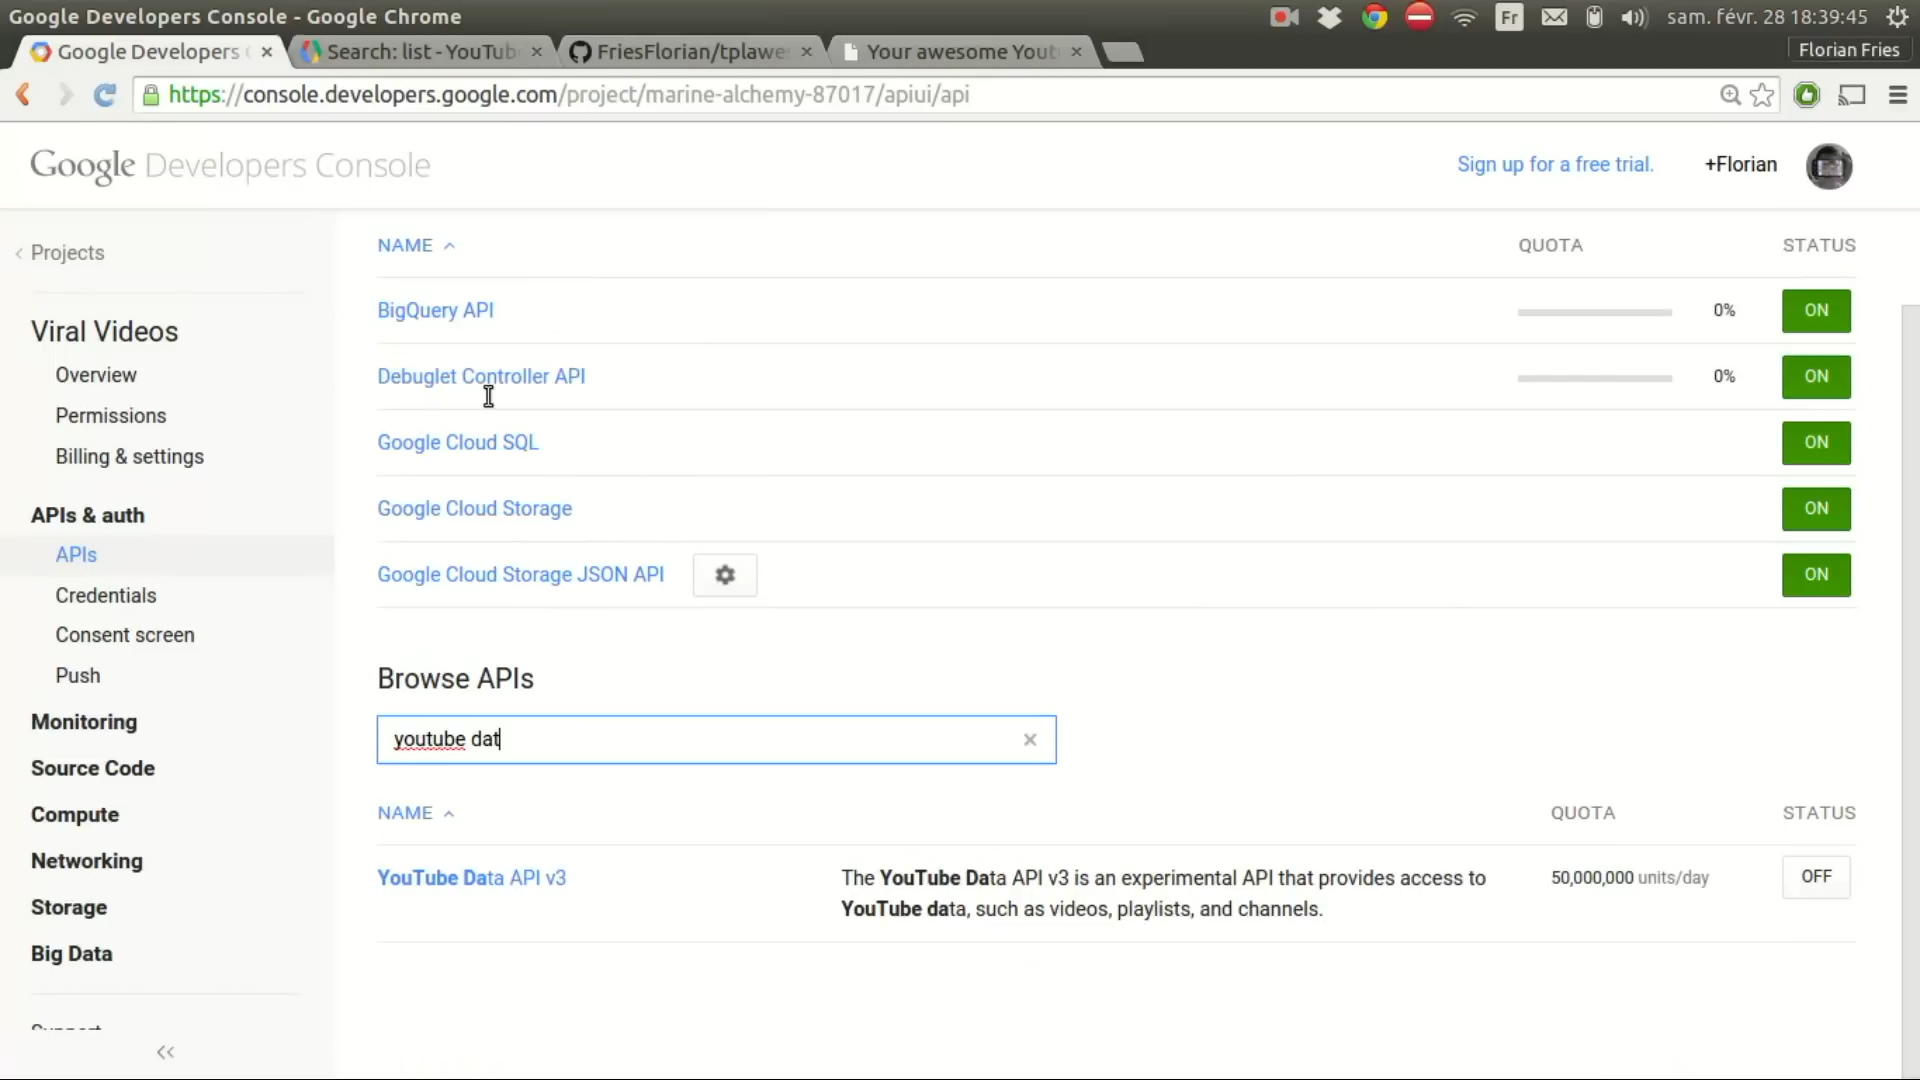 Google Developers Console - Google Chrome
Fr
sam. févr. 28 18:39:45
Google Developers
Search: list - YouTub
FriesFlorian/tplawe
Your awesome Yout
Florian Fries
https://console.developers.google.com/project/marine-alchemy-87017/apiui/api
Google Developers Console
Sign up for a free trial.
+Florian
Projects
Viral Videos
Overview
Permissions
Billing & settings
APIs & auth
APIs
Credentials
Consent screen
Push
Monitoring
Source Code
Compute
Networking
Storage
Big Data
Support
NAME QUOTA STATUS
BigQuery API 0% ON
Debuglet Controller API 0% ON
Google Cloud SQL ON
Google Cloud Storage ON
Google Cloud Storage JSON API ON
Browse APIs
youtube dat
NAME QUOTA STATUS
YouTube Data API v3 The YouTube Data API v3 is an experimental API that provides access to 50,000,000 units/day OFF
YouTube data, such as videos, playlists, and channels.